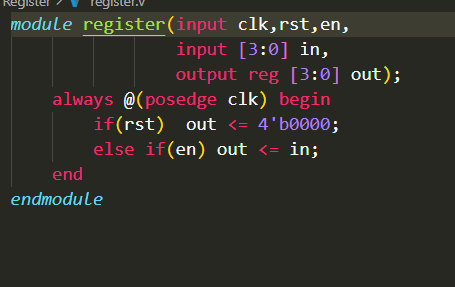 Register > register.v
module register(input clk,rst,en,
input [3:0] in,
output reg [3:0] out);
always @(posedge clk) begin
if(rst)  out <= 4'b0000;
else if(en) out <= in;
end
endmodule